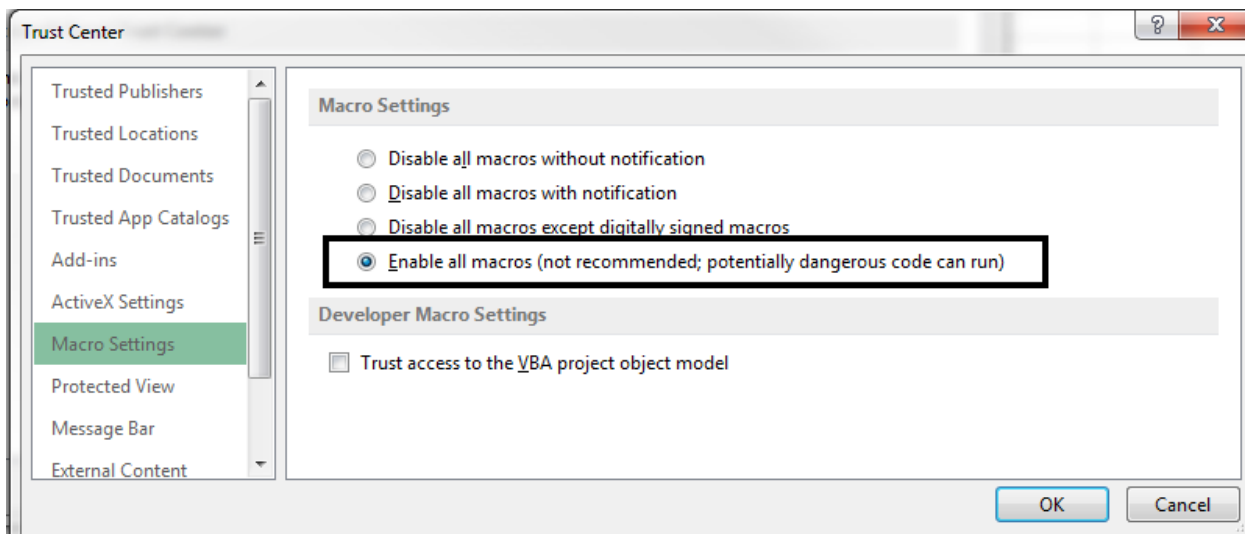 Trust Center
Trusted Publishers
Trusted Locations
Trusted Documents
Trusted App Catalogs
Add-ins
ActiveX Settings
Macro Settings
Protected View
Message Bar
External Content
Macro Settings
Disable all macros without notification
Disable all macros with notification
Disable all macros except digitally signed macros
Enable all macros (not recommended; potentially dangerous code can run)
Developer Macro Settings
Trust access to the VBA project object model
OK
Cancel